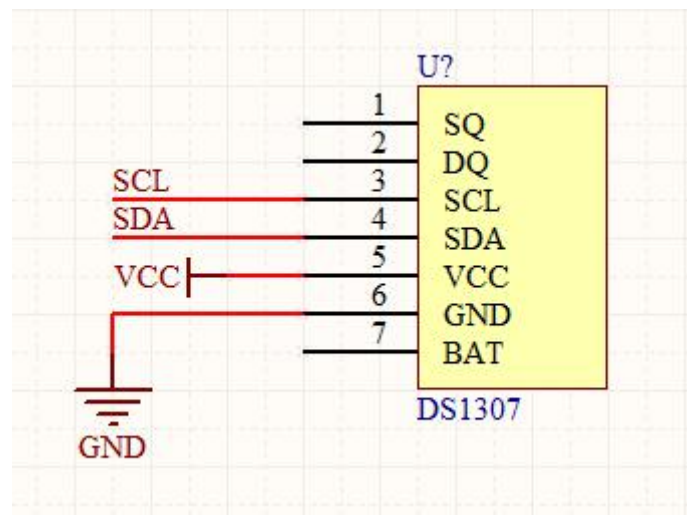 U?
1 SQ
2 DQ
SCL 3 SCL
SDA 4 SDA
VCC 5 VCC
6 GND
7 BAT
DS1307
GND